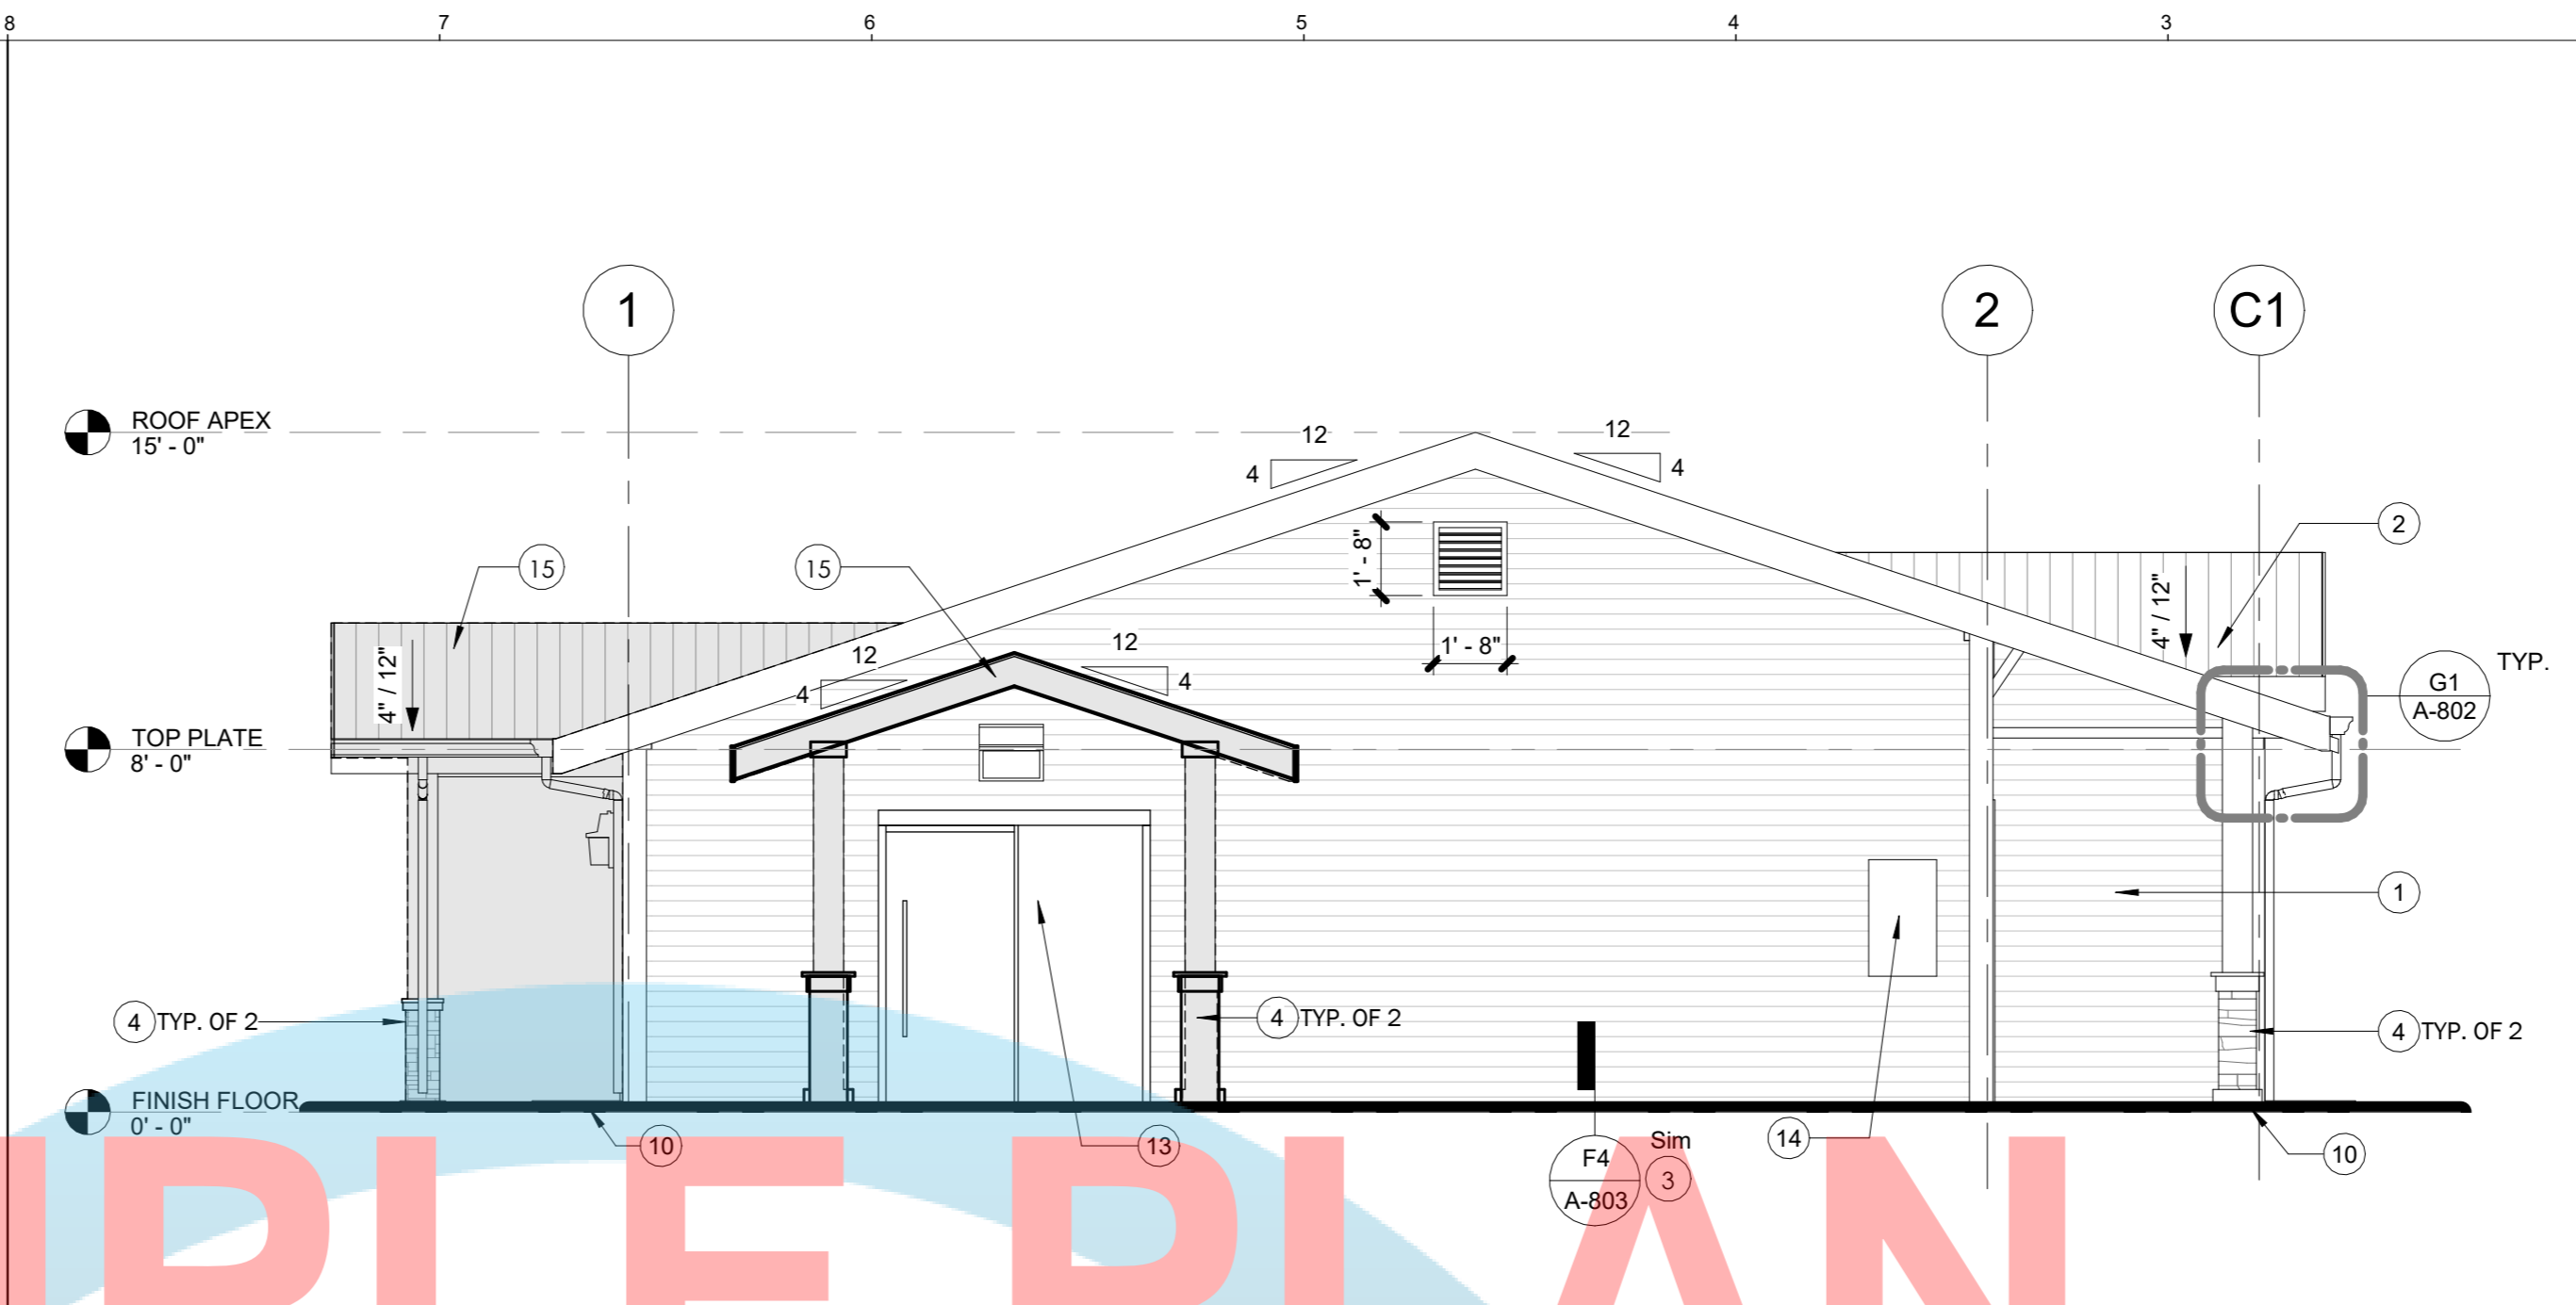 8 7 6 5 4 3
1 2 C1
ROOF APEX
15' - 0"
12 12
4 4
2
1' - 8"
15 15
4" / 12"
1' - 8"
12
12
4 4
4" / 12"
TYP.
G1
A-802
TOP PLATE
8' - 0"
1
4 TYP. OF 2
4 TYP. OF 2
4 TYP. OF 2
FINISH FLOOR
0' - 0"
10
13
F4
A-803
Sim
3
14
10
PLE PLAN